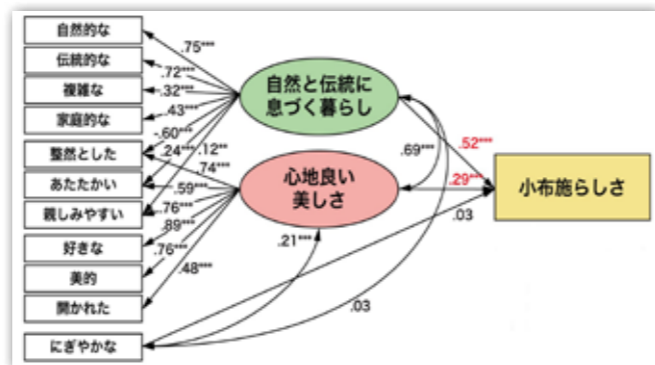 自然的な
伝統的な
複雑な
家庭的な
整然とした
あたたかい
親しみやすい
好きな
美的
開かれた
にぎやかな
.75***
.72***
.32***
.43***
-.60***
.24***
.12**
.74***
.59***
.76***
.89***
.76***
.48***
自然と伝統に
息づく暮らし
心地良い
美しさ
.69***
.21***
.52***
.29***
.03
.03
小布施らしさ